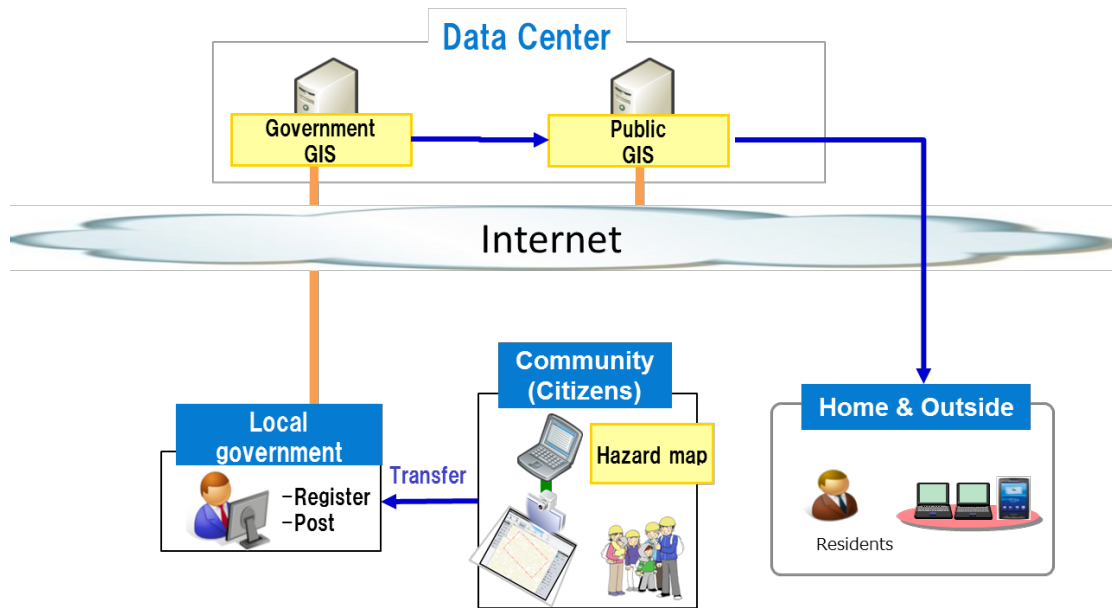 Data Center
Government
GIS
Public
GIS
Internet
Local
government
-Register
-Post
Transfer
Community
(Citizens)
Hazard map
Home & Outside
Residents